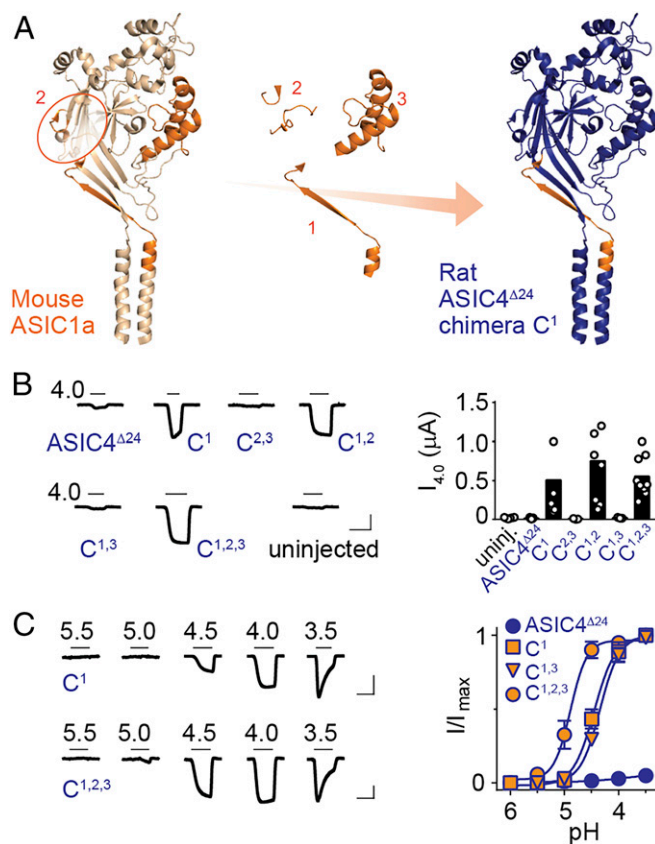 A
2
2
3
1
Mouse
ASIC1a
Rat
ASIC4Δ24
chimera C1
B
4.0
ASIC4Δ24
C1
C2,3
C1,2
4.0
C1,3
C1,2,3
uninjected
1.5
1.0
0.5
0
I4.0 (μA)
uninj.
ASIC4Δ24
C1
C2,3
C1,2
C1,3
C1,2,3
C
5.5 5.0 4.5 4.0 3.5
C1
5.5 5.0 4.5 4.0 3.5
C1,2,3
1
0
I/Imax
ASIC4Δ24
C1
C1,3
C1,2,3
6 5 4
pH